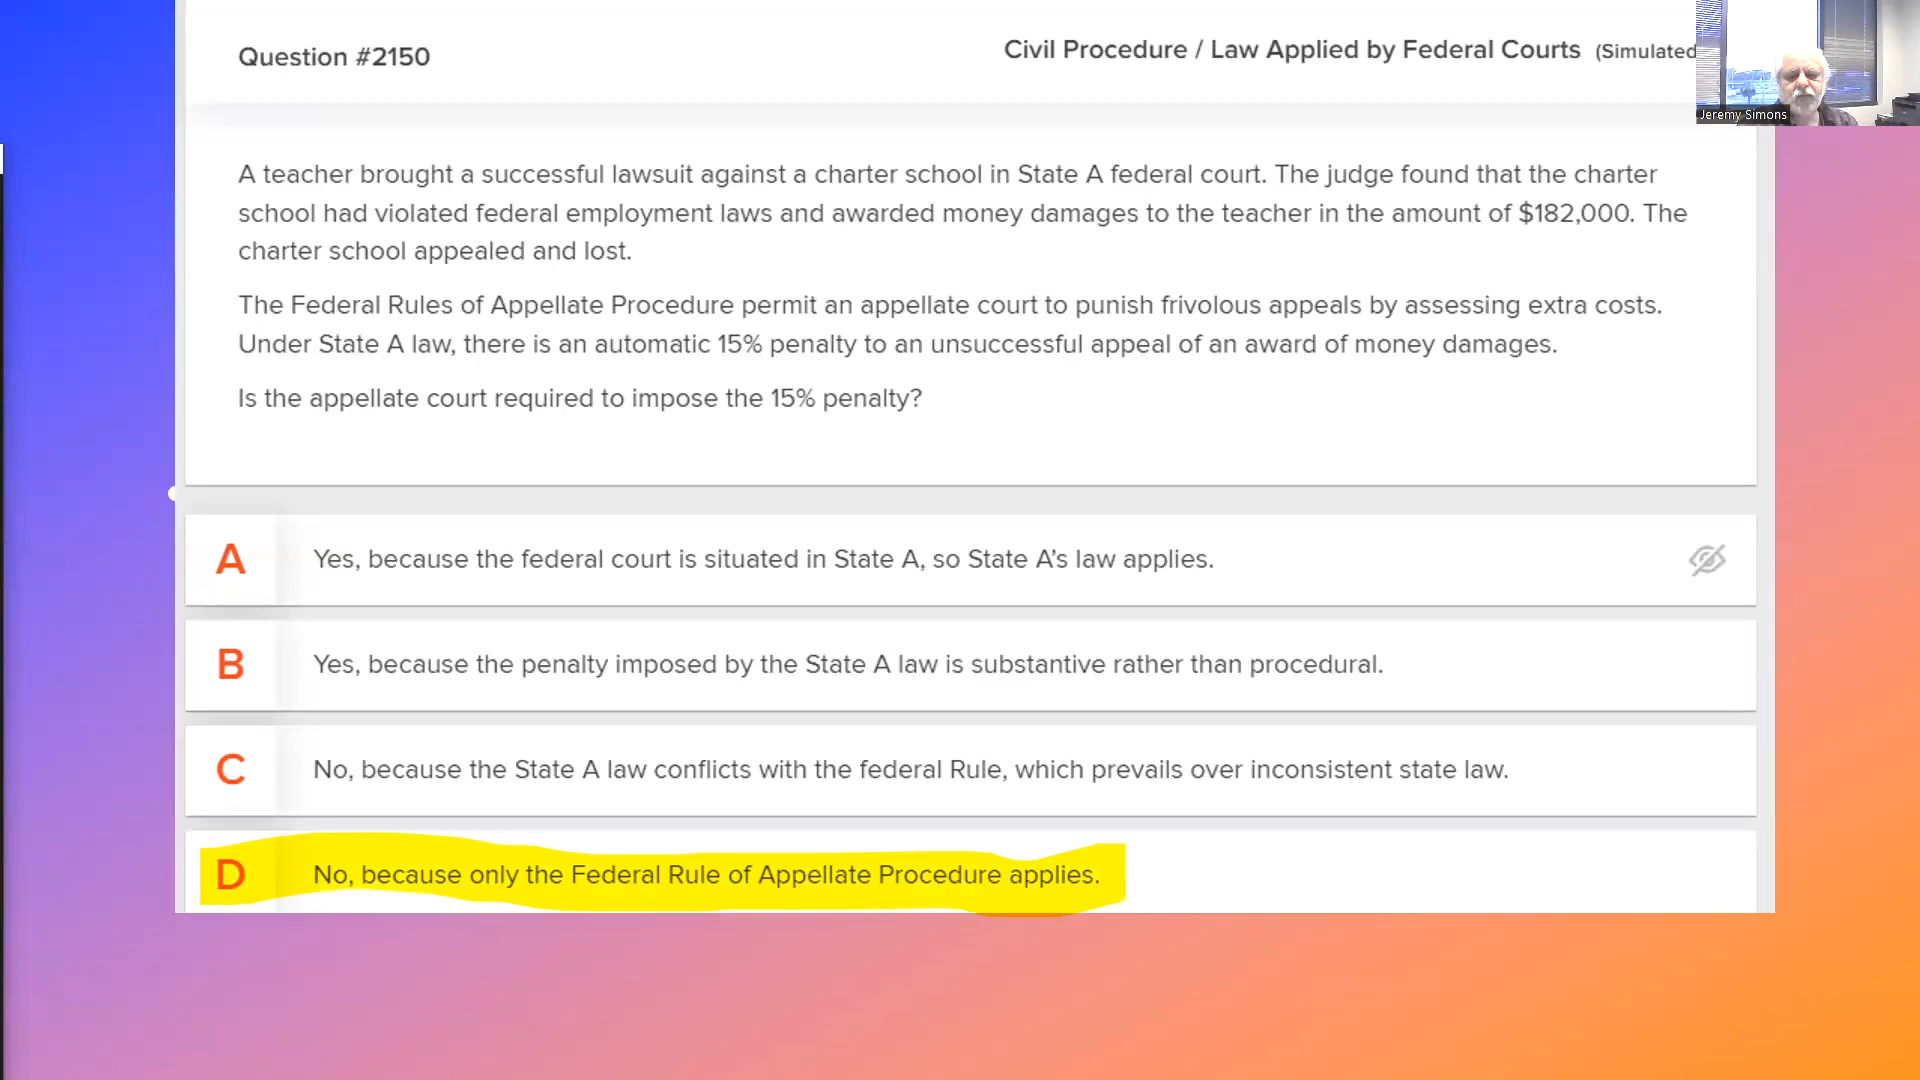 Question #2150
Civil Procedure / Law Applied by Federal Courts (Simulated
Jeremy Simons
A teacher brought a successful lawsuit against a charter school in State A federal court. The judge found that the charter
school had violated federal employment laws and awarded money damages to the teacher in the amount of $182,000. The
charter school appealed and lost.
The Federal Rules of Appellate Procedure permit an appellate court to punish frivolous appeals by assessing extra costs.
Under State A law, there is an automatic 15% penalty to an unsuccessful appeal of an award of money damages.
Is the appellate court required to impose the 15% penalty?
A Yes, because the federal court is situated in State A, so State A's law applies.
B Yes, because the penalty imposed by the State A law is substantive rather than procedural.
C No, because the State A law conflicts with the federal Rule, which prevails over inconsistent state law.
D No, because only the Federal Rule of Appellate Procedure applies.